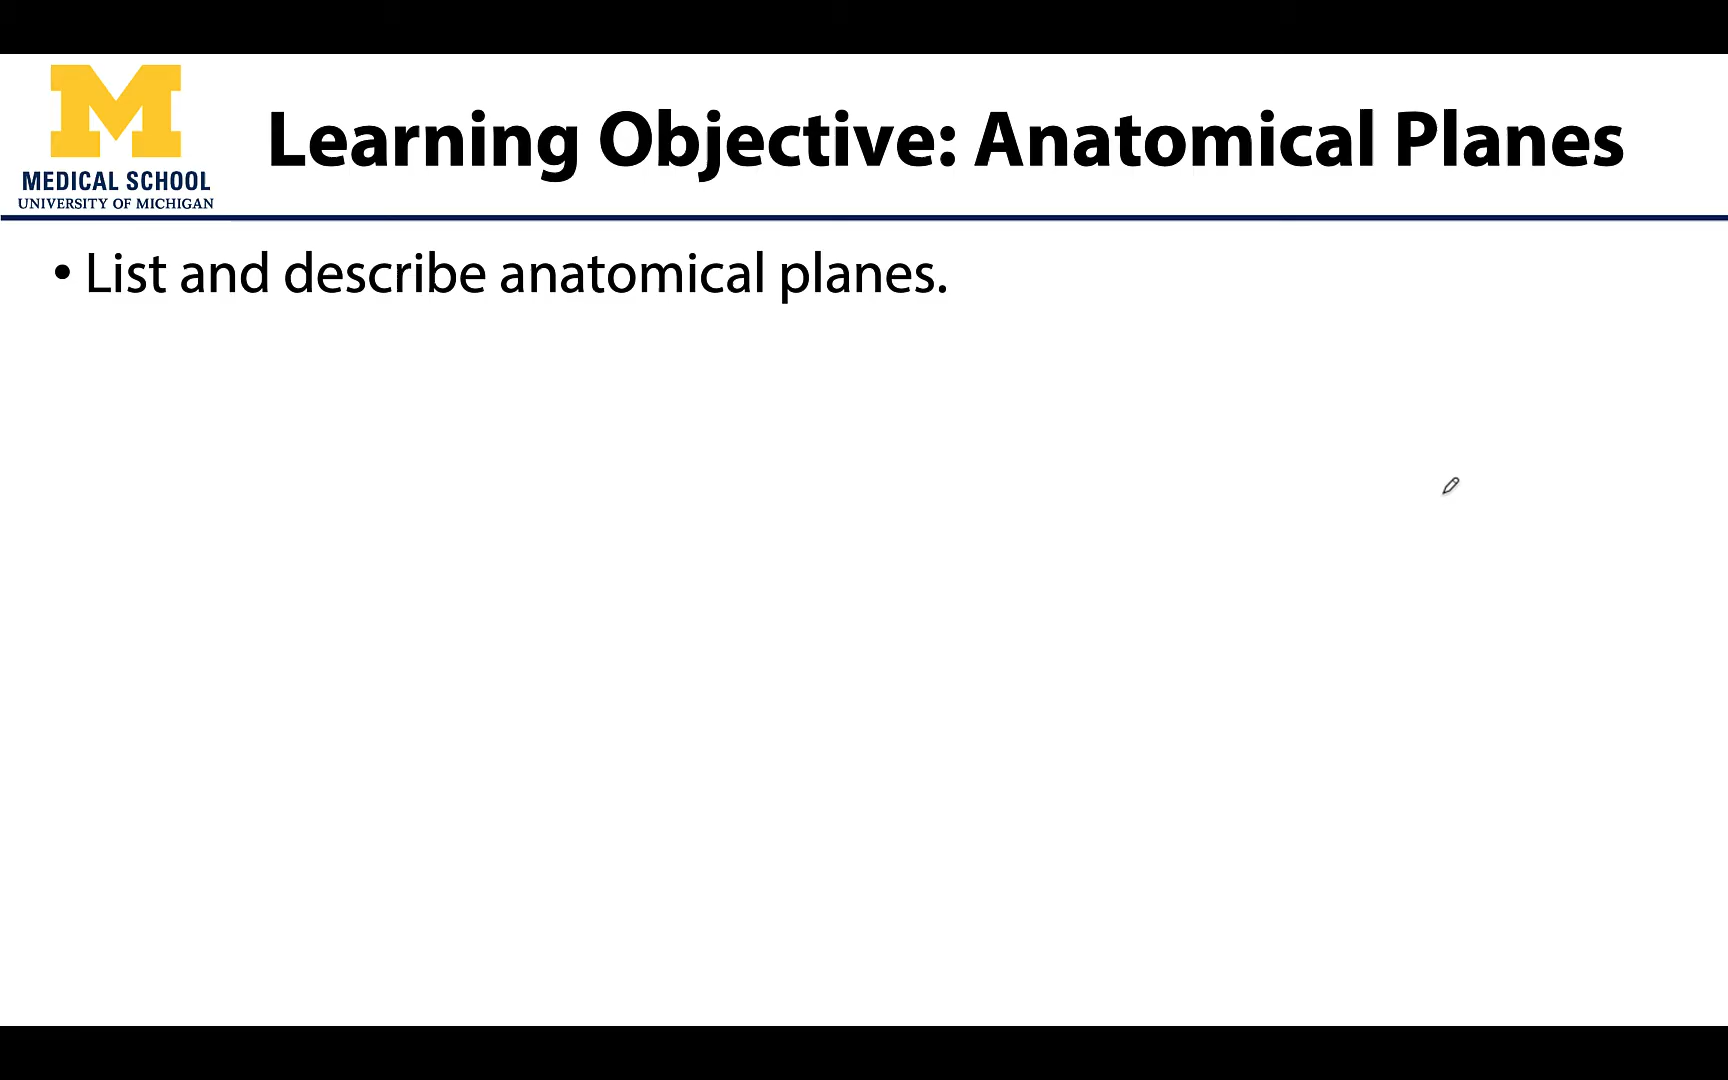 M
MEDICAL SCHOOL
UNIVERSITY OF MICHIGAN
Learning Objective: Anatomical Planes
• List and describe anatomical planes.